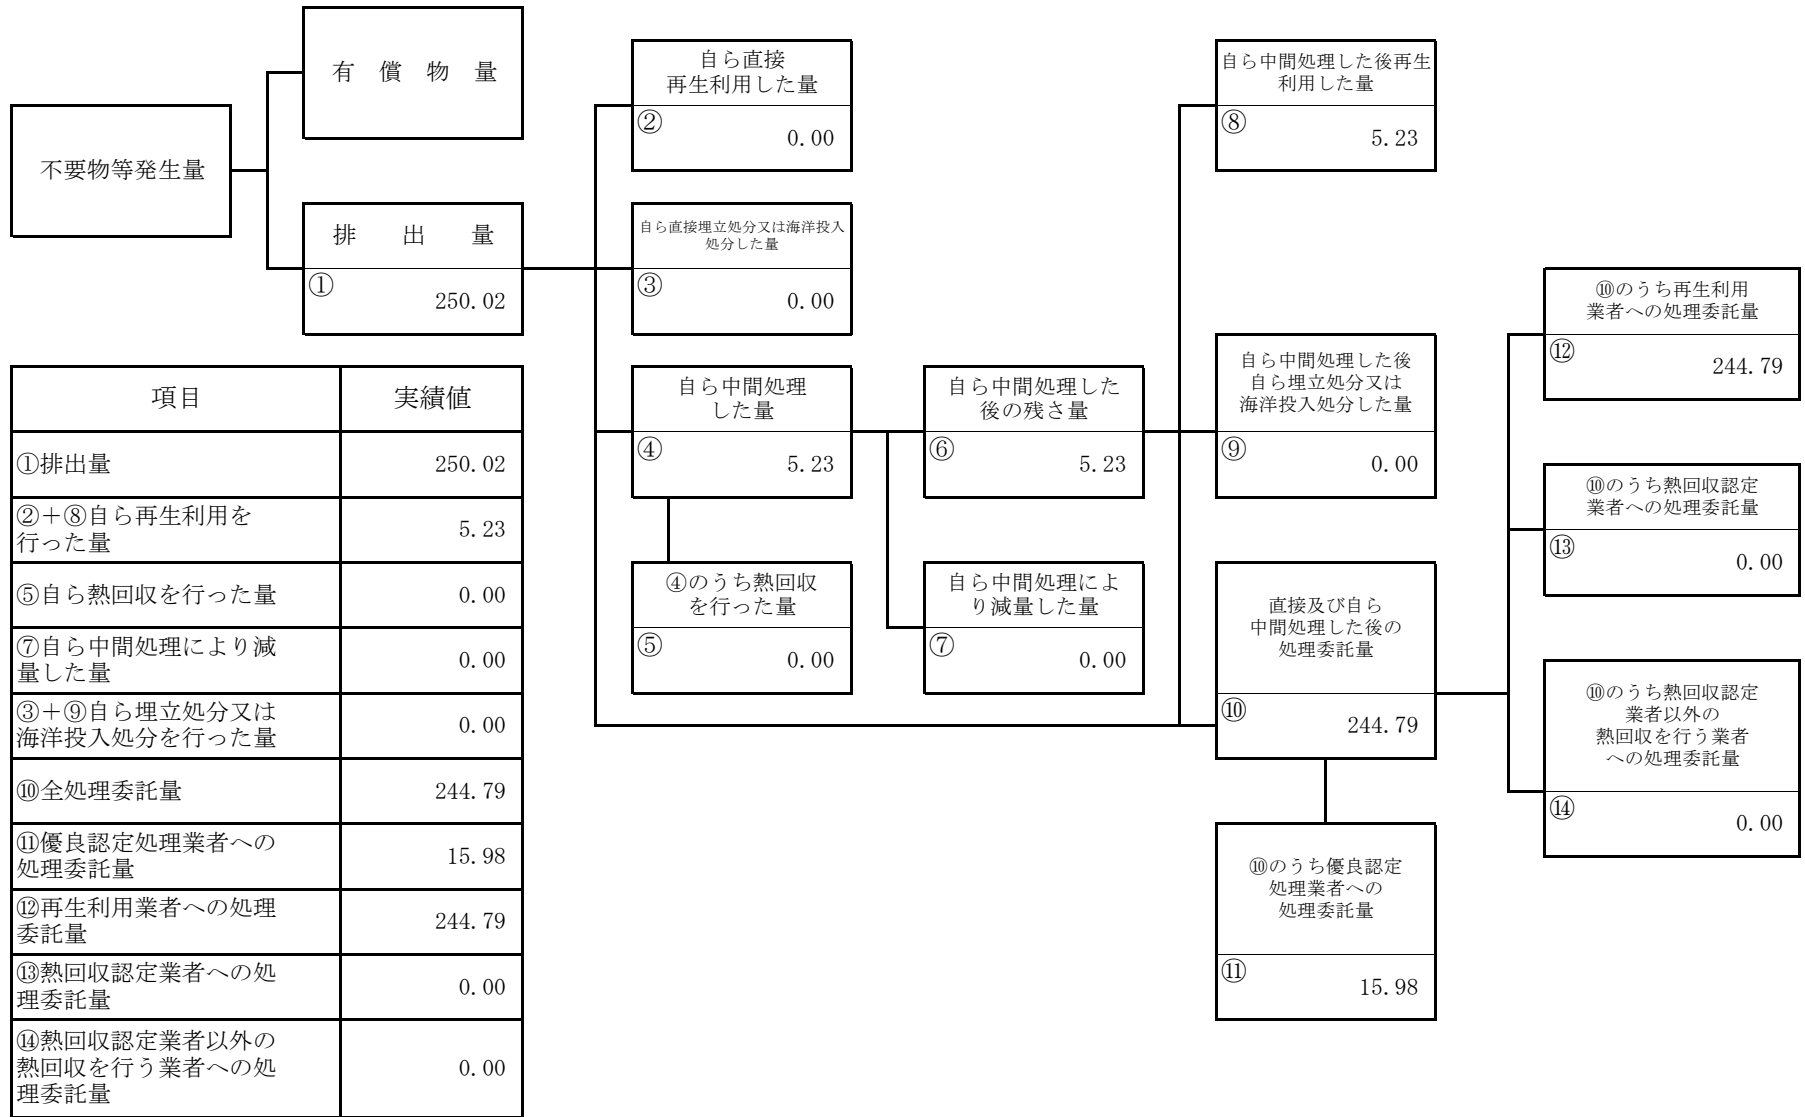 不要物等発生量
有　償　物　量
排　出　量
①
250.02
自ら直接
再生利用した量
②
0.00
自ら直接埋立処分又は海洋投入
処分した量
③
0.00
自ら中間処理
した量
④
5.23
④のうち熱回収
を行った量
⑤
0.00
自ら中間処理した
後の残さ量
⑥
5.23
自ら中間処理によ
り減量した量
⑦
0.00
自ら中間処理した後再生
利用した量
⑧
5.23
自ら中間処理した後
自ら埋立処分又は
海洋投入処分した量
⑨
0.00
直接及び自ら
中間処理した後の
処理委託量
⑩
244.79
⑩のうち優良認定
処理業者への
処理委託量
⑪
15.98
⑩のうち再生利用
業者への処理委託量
⑫
244.79
⑩のうち熱回収認定
業者への処理委託量
⑬
0.00
⑩のうち熱回収認定
業者以外の
熱回収を行う業者
への処理委託量
⑭
0.00
項目　実績値
①排出量　250.02
②＋⑧自ら再生利用を
行った量　5.23
⑤自ら熱回収を行った量　0.00
⑦自ら中間処理により減
量した量　0.00
③＋⑨自ら埋立処分又は
海洋投入処分を行った量　0.00
⑩全処理委託量　244.79
⑪優良認定処理業者への
処理委託量　15.98
⑫再生利用業者への処理
委託量　244.79
⑬熱回収認定業者への処
理委託量　0.00
⑭熱回収認定業者以外の
熱回収を行う業者への処
理委託量　0.00